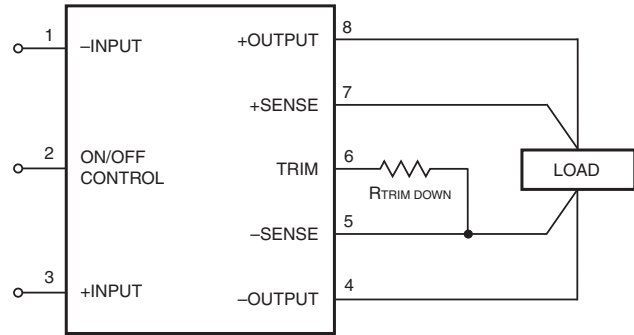 1
–INPUT
2
ON/OFF
CONTROL
3
+INPUT
+OUTPUT
8
+SENSE
7
TRIM
6
RTRIM DOWN
–SENSE
5
–OUTPUT
4
LOAD